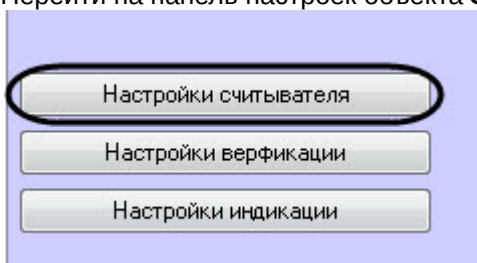 Перейти на панель настроек объекта
Настройки считывателя
Настройки верфикации
Настройки индикации